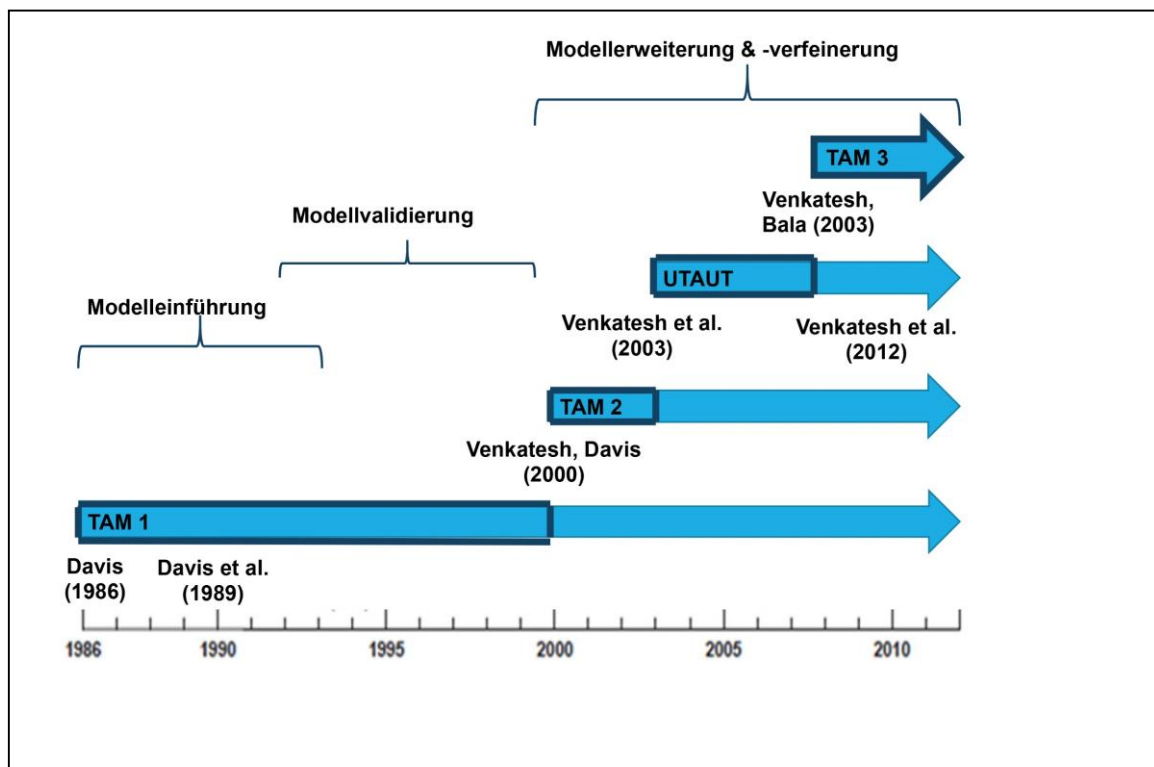 Modellerweiterung & -verfeinerung
TAM 3
Venkatesh,
Bala (2003)
Modellvalidierung
UTAUT
Modelleinführung
Venkatesh et al.
(2003)
Venkatesh et al.
(2012)
TAM 2
Venkatesh, Davis
(2000)
TAM 1
Davis
(1986)
Davis et al.
(1989)
1986 1990 1995 2000 2005 2010